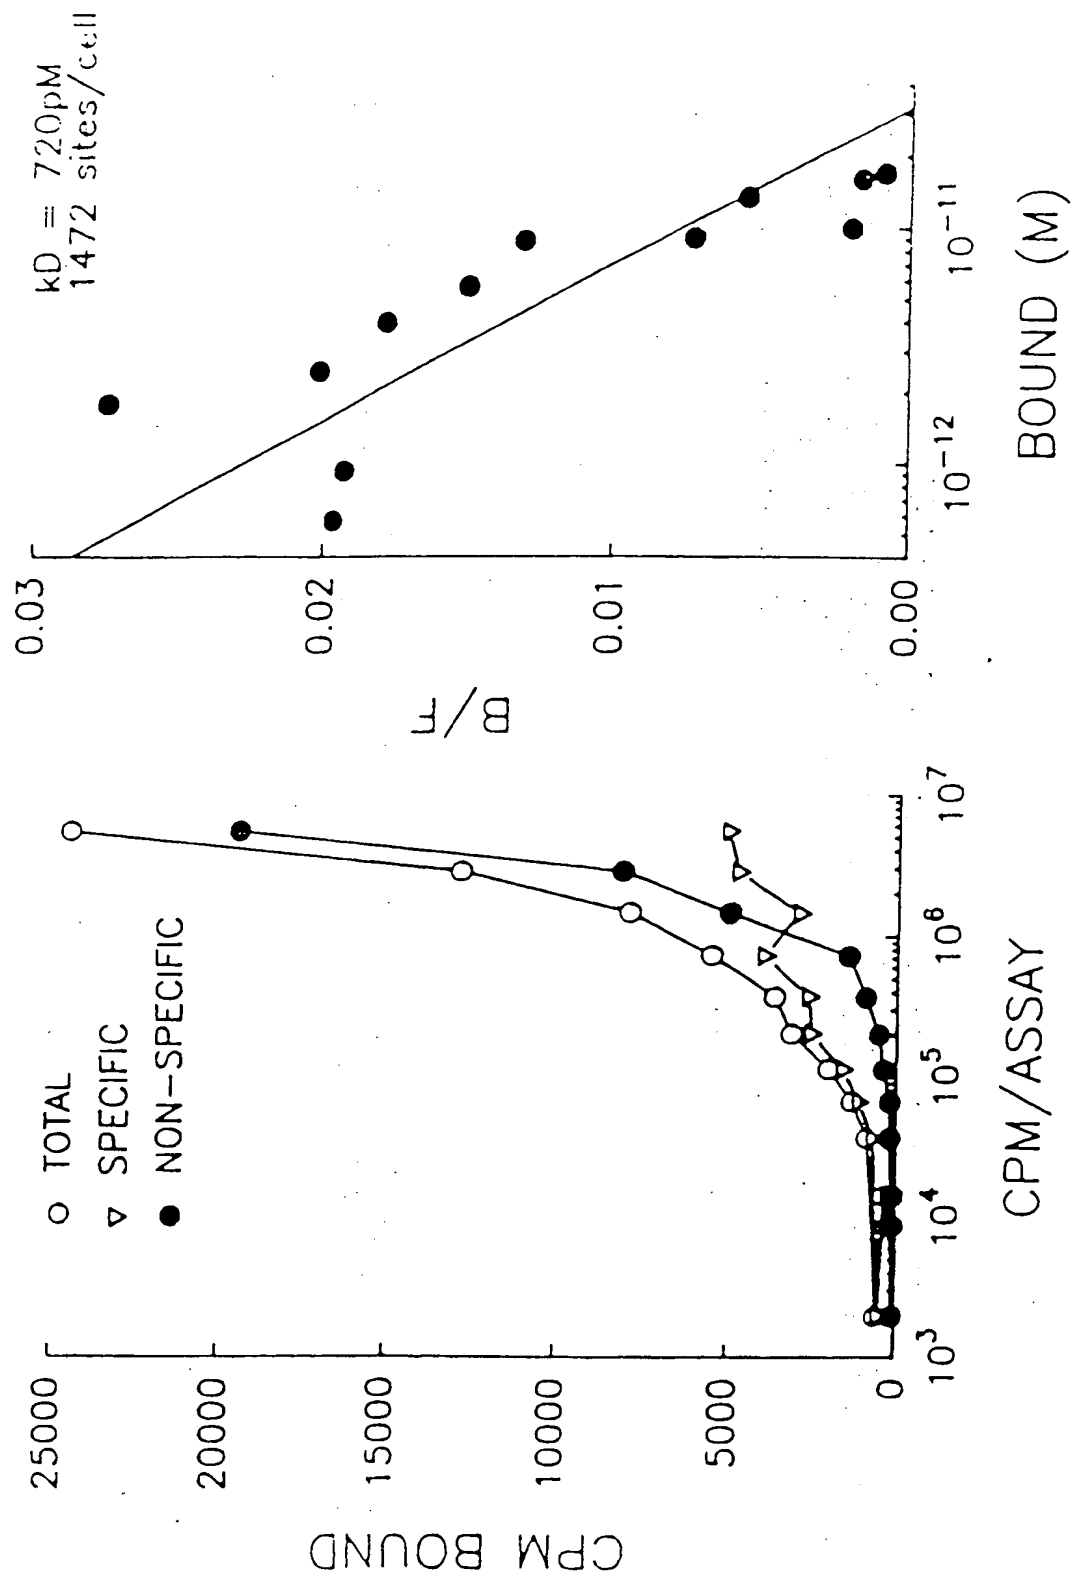 25000
20000
15000
10000
5000
0
CPM BOUND
○ TOTAL
▽ SPECIFIC
● NON-SPECIFIC
10³
10⁴
10⁵
10⁶
10⁷
CPM/ASSAY
kD = 720pM
1472 sites/cell
0.03
0.02
0.01
0.00
B/F
10⁻¹²
10⁻¹¹
BOUND (M)